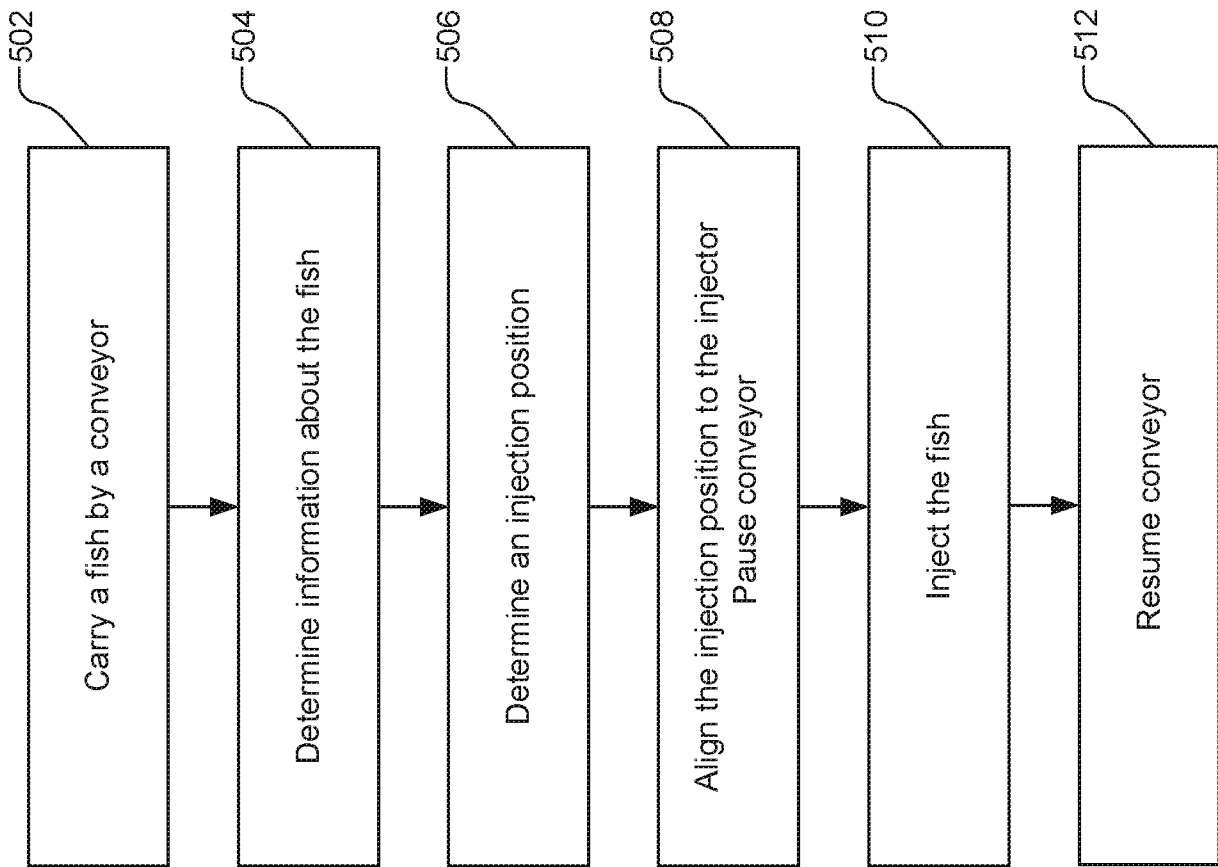 502
Carry a fish by a conveyor
504
Determine information about the fish
506
Determine an injection position
508
Align the injection position to the injector
Pause conveyor
510
Inject the fish
512
Resume conveyor